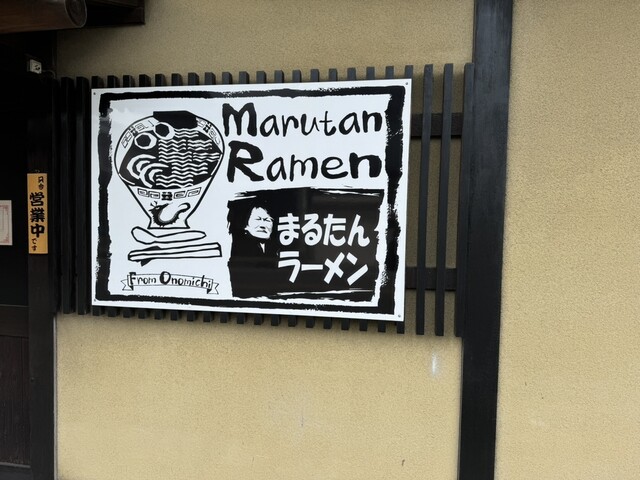 Marutan
Ramen
まるたん
ラーメン
From Onomichi
只今
営業中
です